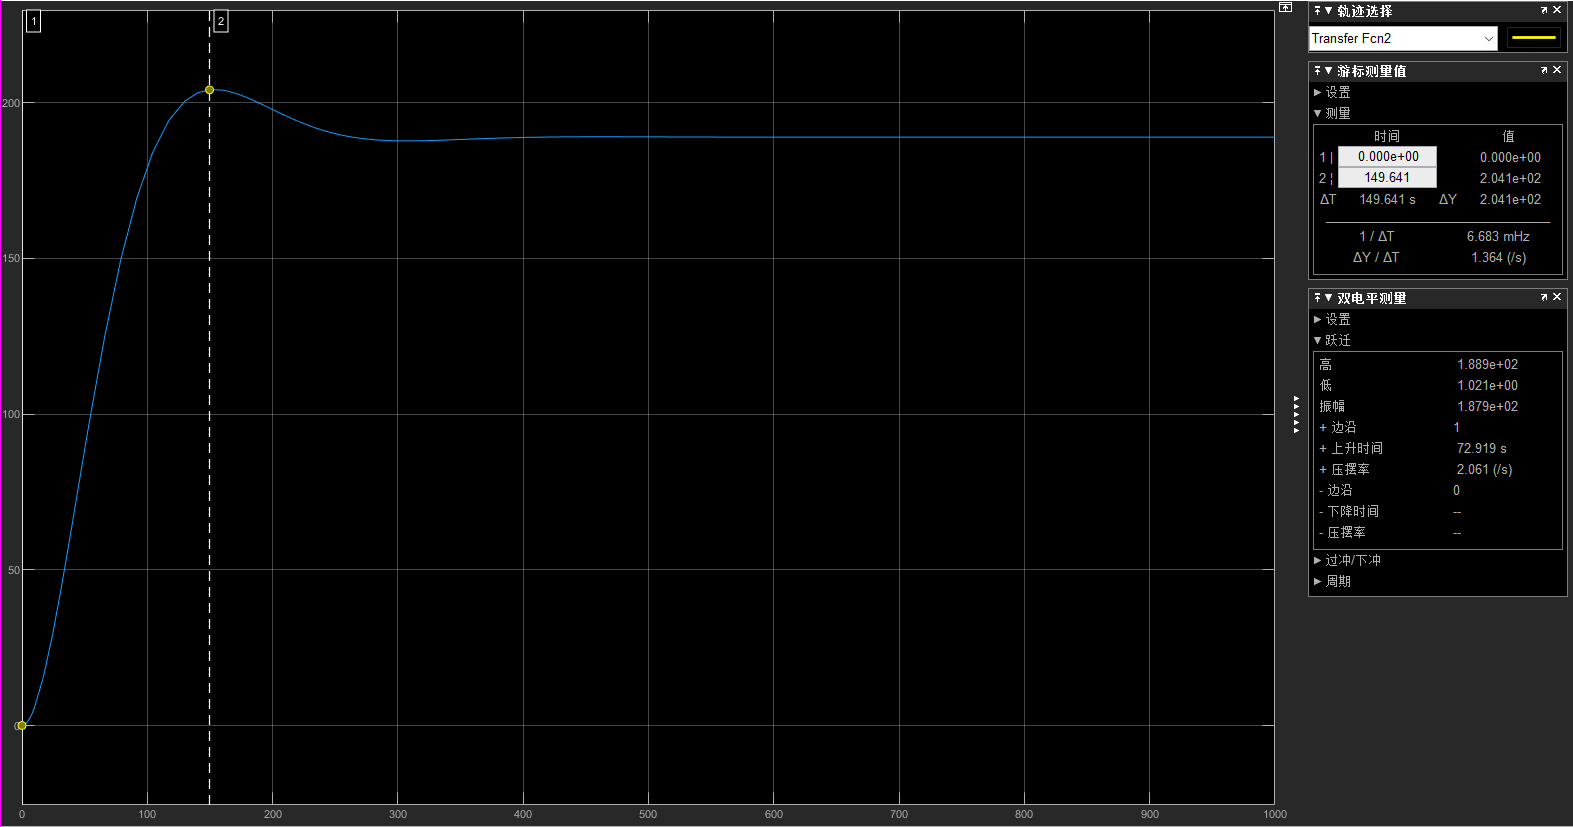 1
2
200
150
100
50
0
0 100 200 300 400 500 600 700 800 900 1000
轨迹选择
Transfer Fcn2
游标测量值
设置
测量
时间 值
1 | 0.000e+00 0.000e+00
2 ¦ 149.641 2.041e+02
ΔT 149.641 s ΔY 2.041e+02
1 / ΔT 6.683 mHz
ΔY / ΔT 1.364 (/s)
双电平测量
设置
跃迁
高 1.889e+02
低 1.021e+00
振幅 1.879e+02
+ 边沿 1
+ 上升时间 72.919 s
+ 压摆率 2.061 (/s)
- 边沿 0
- 下降时间 --
- 压摆率 --
过冲/下冲
周期